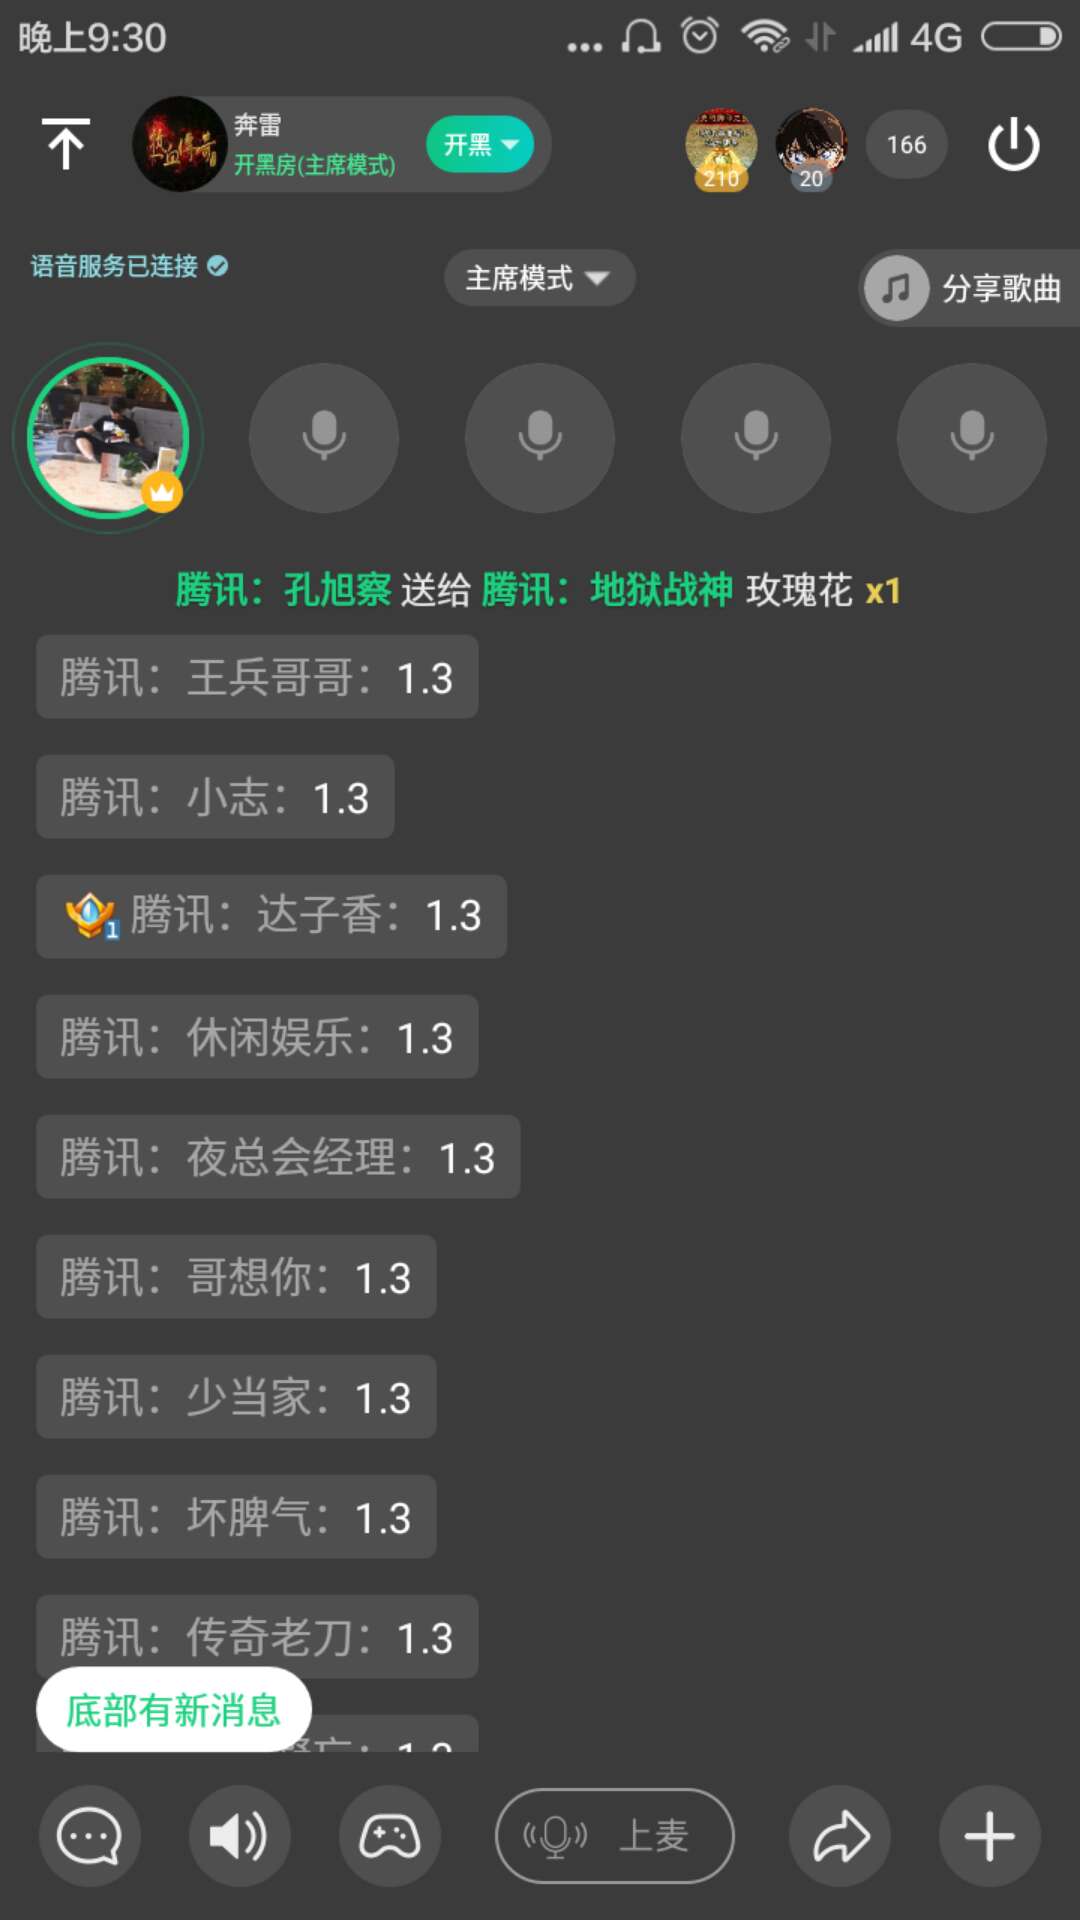 晚上9:30
4G
奔雷
开黑房(主席模式)
开黑
210
20
166
语音服务已连接
主席模式
分享歌曲
腾讯：孔旭察 送给 腾讯：地狱战神 玫瑰花 x1
腾讯：王兵哥哥：1.3
腾讯：小志：1.3
1 腾讯：达子香：1.3
腾讯：休闲娱乐：1.3
腾讯：夜总会经理：1.3
腾讯：哥想你：1.3
腾讯：少当家：1.3
腾讯：坏脾气：1.3
腾讯：传奇老刀：1.3
底部有新消息
上麦